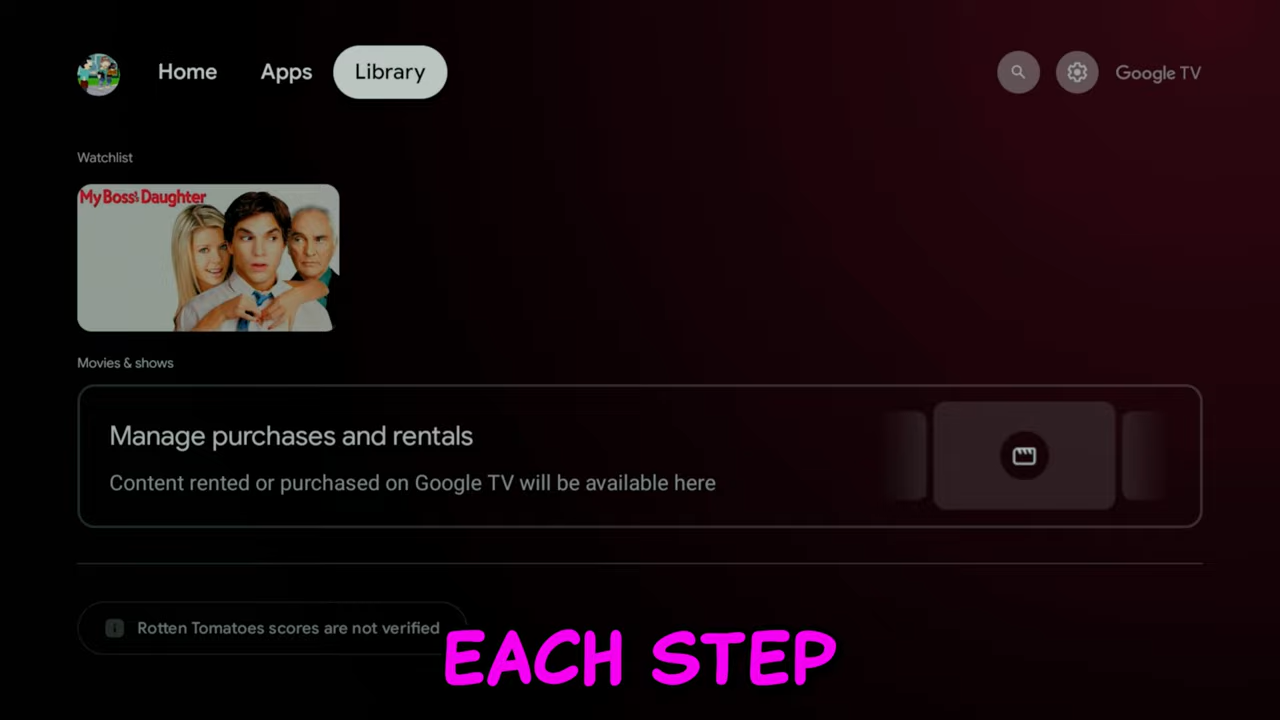 Home Apps Library Google TV
Watchlist
My Boss's Daughter
Movies & shows
Manage purchases and rentals
Content rented or purchased on Google TV will be available here
Rotten Tomatoes scores are not verified
EACH STEP